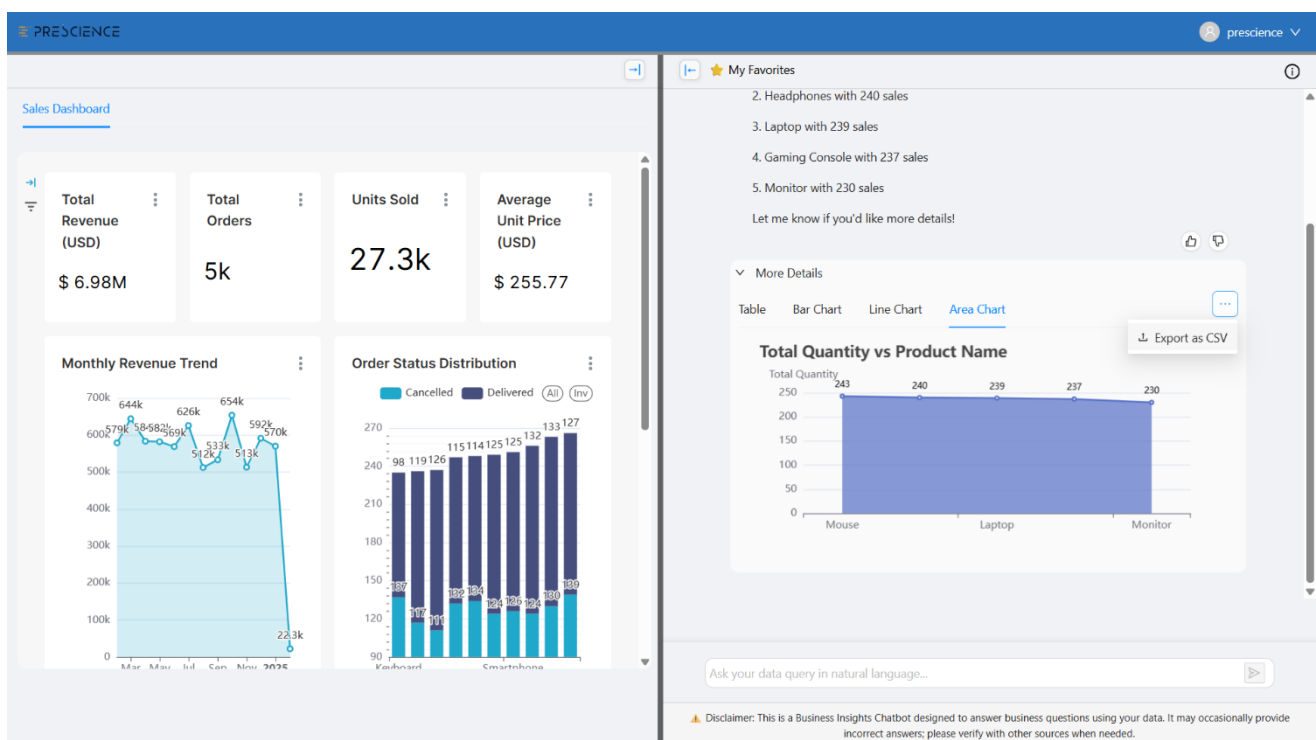 PRESCIENCE
prescience
Sales Dashboard
Total
Revenue
(USD)
$ 6.98M
Total
Orders
5k
Units Sold
27.3k
Average
Unit Price
(USD)
$ 255.77
Monthly Revenue Trend
700k
600k
500k
400k
300k
200k
100k
0
579k
644k
582k
569k
626k
512k
533k
654k
513k
592k
570k
22.3k
Mar May Jul Sep Nov 2025
Order Status Distribution
Cancelled Delivered All Inv
270
240
210
180
150
120
90
98 119 126 115 114 125 125 132 133 127
137 117 111 132 134 124 126 124 130 139
Keyboard Smartphone
My Favorites
2. Headphones with 240 sales
3. Laptop with 239 sales
4. Gaming Console with 237 sales
5. Monitor with 230 sales
Let me know if you'd like more details!
More Details
Table Bar Chart Line Chart Area Chart
Export as CSV
Total Quantity vs Product Name
Total Quantity
250
200
150
100
50
0
243 240 239 237 230
Mouse Laptop Monitor
Ask your data query in natural language...
Disclaimer: This is a Business Insights Chatbot designed to answer business questions using your data. It may occasionally provide
incorrect answers; please verify with other sources when needed.